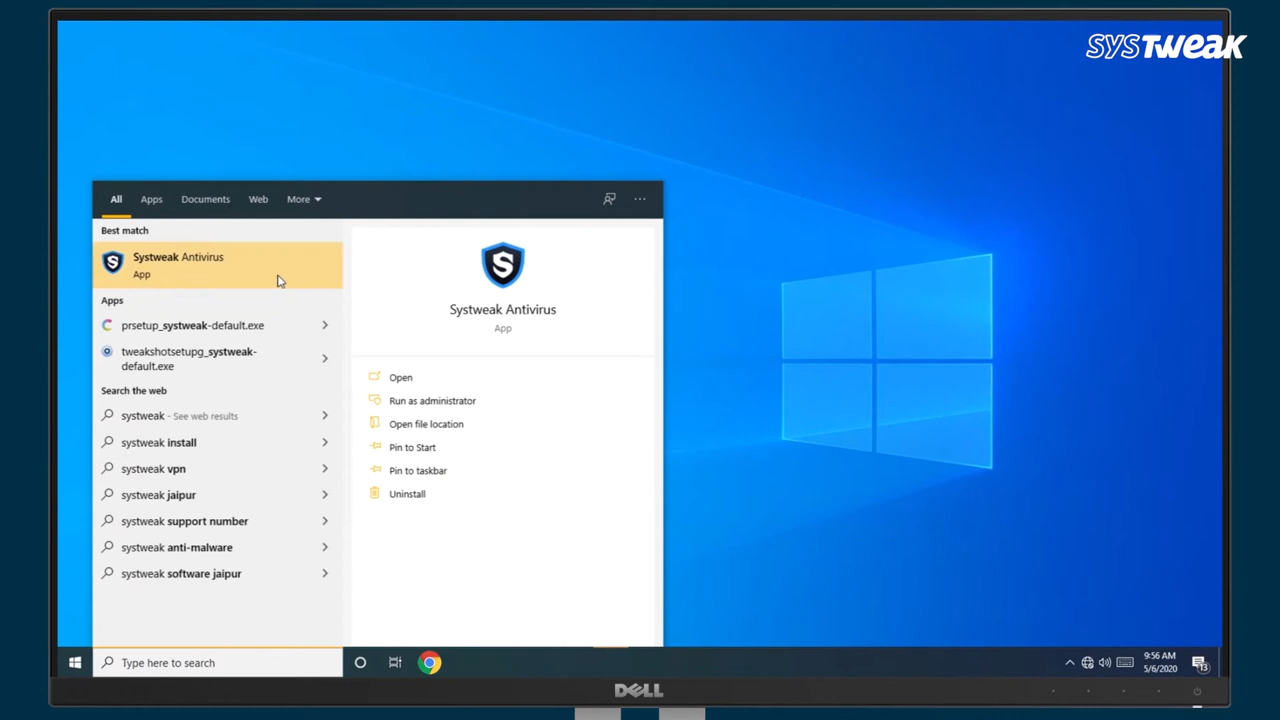 SYSTWEAK
All
Apps
Documents
Web
More
Best match
Systweak Antivirus
App
Apps
prsetup_systweak-default.exe
tweakshotsetupg_systweak-
default.exe
Search the web
systweak - See web results
systweak install
systweak vpn
systweak jaipur
systweak support number
systweak anti-malware
systweak software jaipur
S
Systweak Antivirus
App
Open
Run as administrator
Open file location
Pin to Start
Pin to taskbar
Uninstall
Type here to search
9:56 AM
5/6/2020
13
DELL